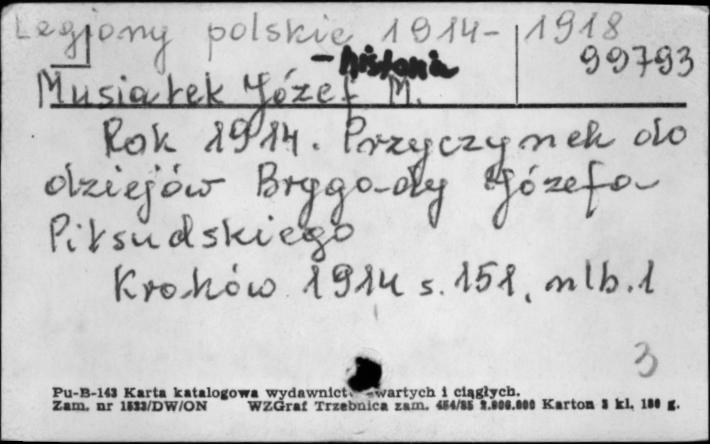 Legjony polskie 1914-1918
- historia 99793
Musiałek Józef M.
Rok 1914. Przyczynek do
dziejów Brygady Józefa
Piłsudskiego
Kraków 1914 s. 151, nlb. 1
3
Pu-B-143 Karta katalogowa wydawnictw zwartych i ciągłych.
Zam. nr 1533/DW/ON WZGraf Trzebnica zam. 454/85 2.000.000 Karton 3 kl. 180 g.